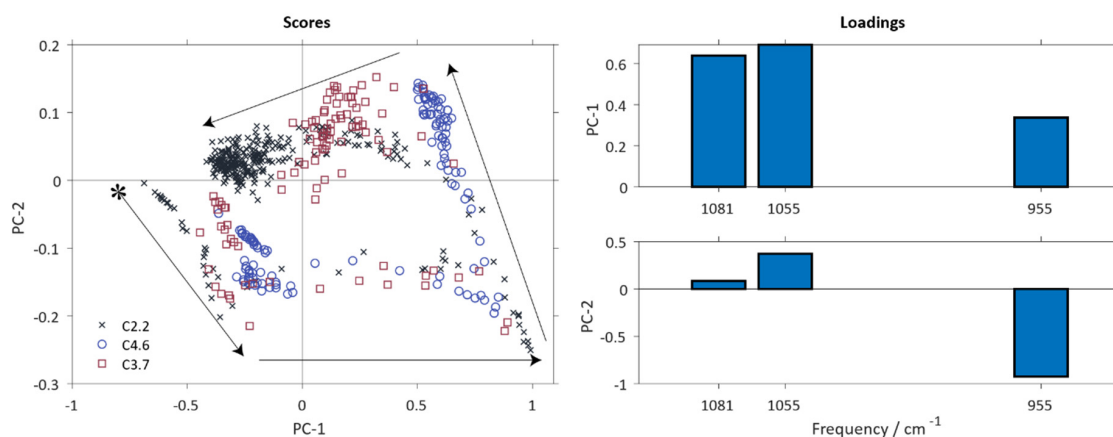 Scores
0.2
0.1
0
-0.1
-0.2
-0.3
PC-2
*
× C2.2
○ C4.6
□ C3.7
-1
-0.5
0
0.5
1
PC-1
Loadings
0.6
0.4
0.2
0
PC-1
1081
1055
955
0.5
0
-0.5
-1
PC-2
1081
1055
955
Frequency / cm⁻¹